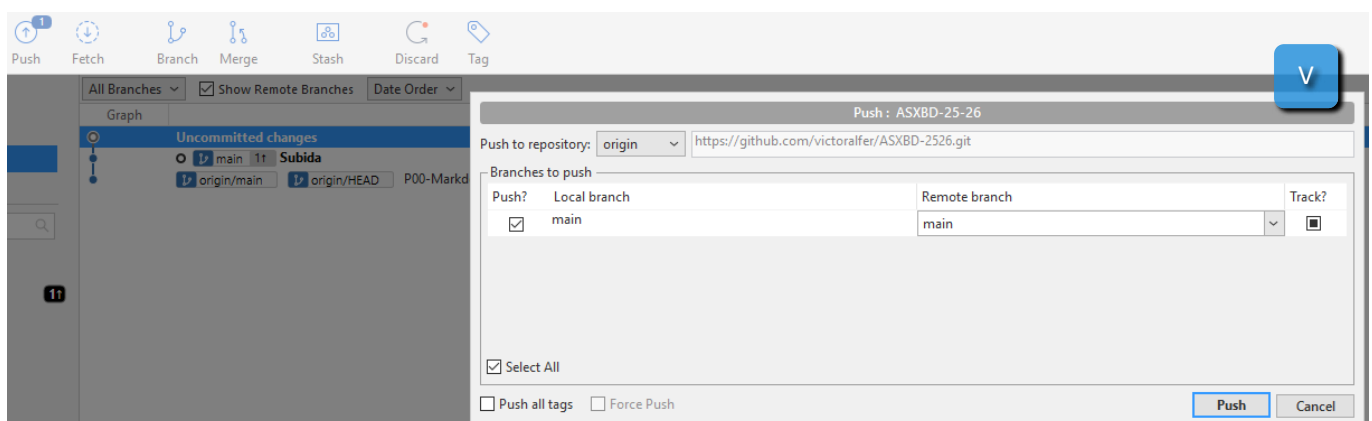 1
Push Fetch Branch Merge Stash Discard Tag
V
All Branches Show Remote Branches Date Order
Graph
Uncommitted changes
main 1↑ Subida
origin/main origin/HEAD P00-Markd
1↑
Push : ASXBD-25-26
Push to repository: origin https://github.com/victoralfer/ASXBD-2526.git
Branches to push
Push? Local branch Remote branch Track?
main main
Select All
Push all tags Force Push Push Cancel